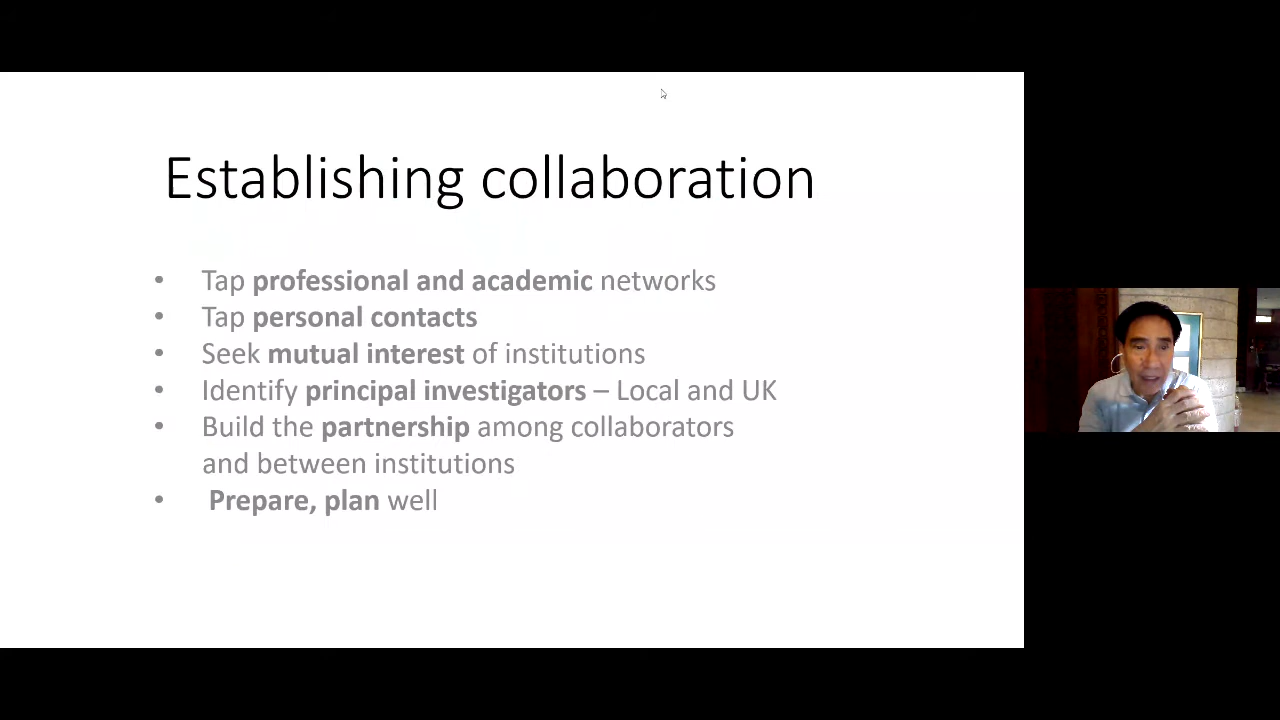 Establishing collaboration
• Tap professional and academic networks
• Tap personal contacts
• Seek mutual interest of institutions
• Identify principal investigators – Local and UK
• Build the partnership among collaborators
and between institutions
• Prepare, plan well